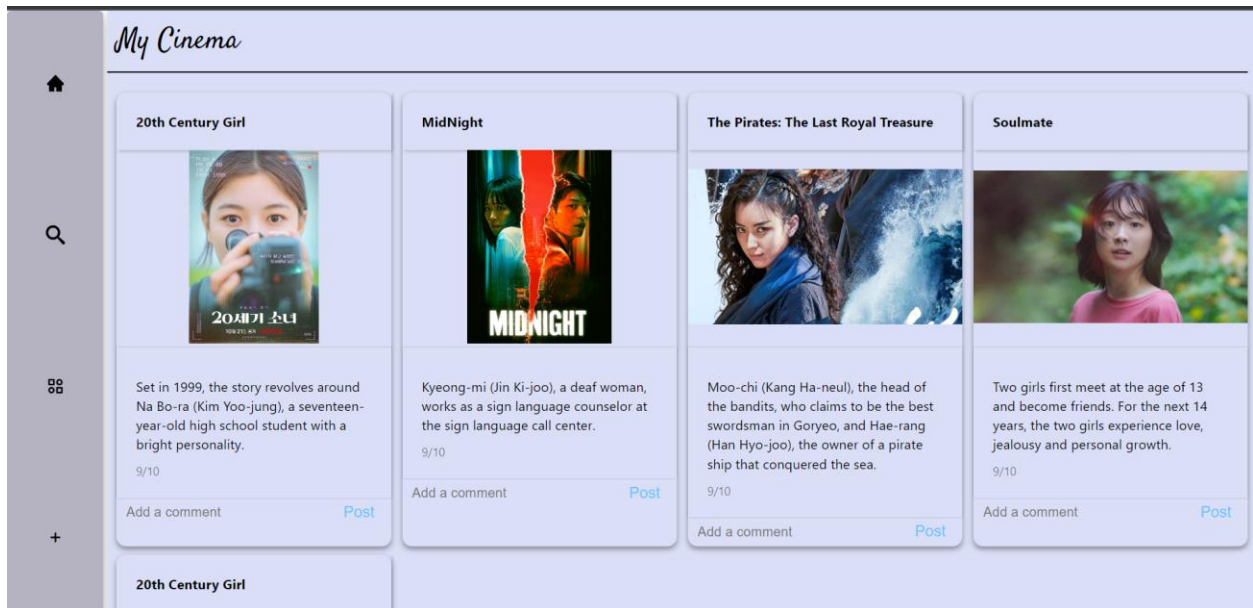 My Cinema
20th Century Girl
20세기 소녀
Set in 1999, the story revolves around
Na Bo-ra (Kim Yoo-jung), a seventeen-
year-old high school student with a
bright personality.
9/10
Add a comment
Post
MidNight
MIDNIGHT
Kyeong-mi (Jin Ki-joo), a deaf woman,
works as a sign language counselor at
the sign language call center.
9/10
Add a comment
Post
The Pirates: The Last Royal Treasure
Moo-chi (Kang Ha-neul), the head of
the bandits, who claims to be the best
swordsman in Goryeo, and Hae-rang
(Han Hyo-joo), the owner of a pirate
ship that conquered the sea.
9/10
Add a comment
Post
Soulmate
Two girls first meet at the age of 13
and become friends. For the next 14
years, the two girls experience love,
jealousy and personal growth.
9/10
Add a comment
Post
20th Century Girl